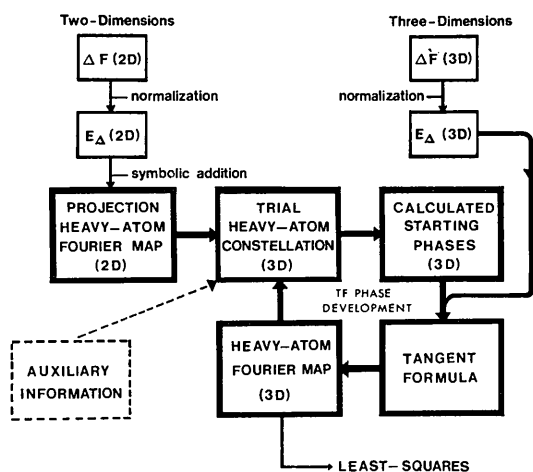 Two-Dimensions
Three-Dimensions
ΔF (2D)
ΔF (3D)
normalization
normalization
E Δ (2D)
E Δ (3D)
symbolic addition
PROJECTION
HEAVY-ATOM
FOURIER MAP
(2D)
TRIAL
HEAVY-ATOM
CONSTELLATION
(3D)
CALCULATED
STARTING
PHASES
(3D)
TF PHASE
DEVELOPMENT
AUXILIARY
INFORMATION
HEAVY-ATOM
FOURIER MAP
(3D)
TANGENT
FORMULA
LEAST-SQUARES